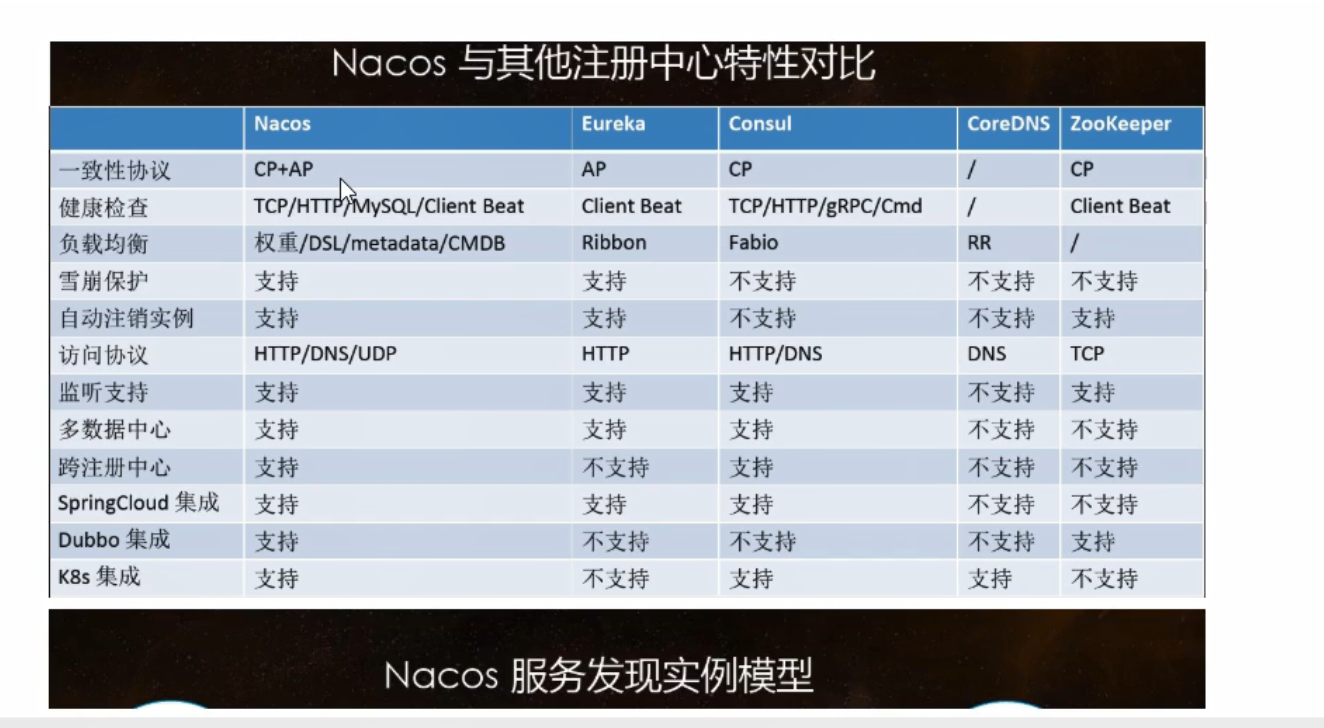 Nacos 与其他注册中心特性对比
Nacos Eureka Consul CoreDNS ZooKeeper
一致性协议 CP+AP AP CP / CP
健康检查 TCP/HTTP/MySQL/Client Beat Client Beat TCP/HTTP/gRPC/Cmd / Client Beat
负载均衡 权重/DSL/metadata/CMDB Ribbon Fabio RR /
雪崩保护 支持 支持 不支持 不支持 不支持
自动注销实例 支持 支持 不支持 不支持 支持
访问协议 HTTP/DNS/UDP HTTP HTTP/DNS DNS TCP
监听支持 支持 支持 支持 不支持 支持
多数据中心 支持 支持 支持 不支持 不支持
跨注册中心 支持 不支持 支持 不支持 不支持
SpringCloud 集成 支持 支持 支持 不支持 不支持
Dubbo 集成 支持 不支持 不支持 不支持 支持
K8s 集成 支持 不支持 支持 支持 不支持
Nacos 服务发现实例模型